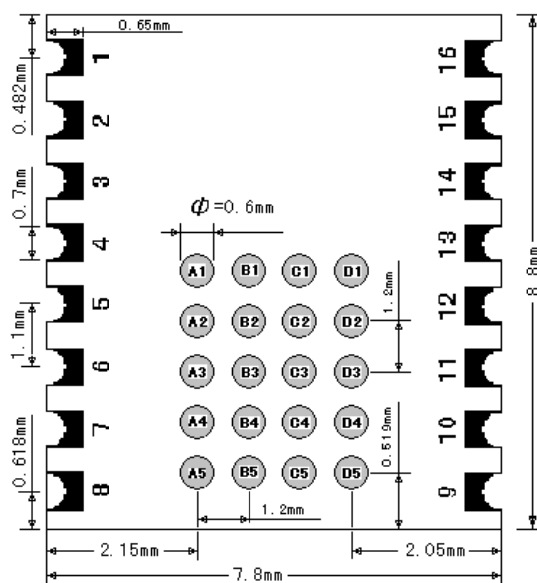 0.65mm
0.482mm
0.7mm
1.1mm
0.618mm
1
2
3
4
5
6
7
8
16
15
14
13
12
11
10
9
Φ=0.6mm
A1 B1 C1 D1
A2 B2 C2 D2
A3 B3 C3 D3
A4 B4 C4 D4
A5 B5 C5 D5
1.2mm
0.519mm
8.8mm
1.2mm
2.15mm
2.05mm
7.8mm